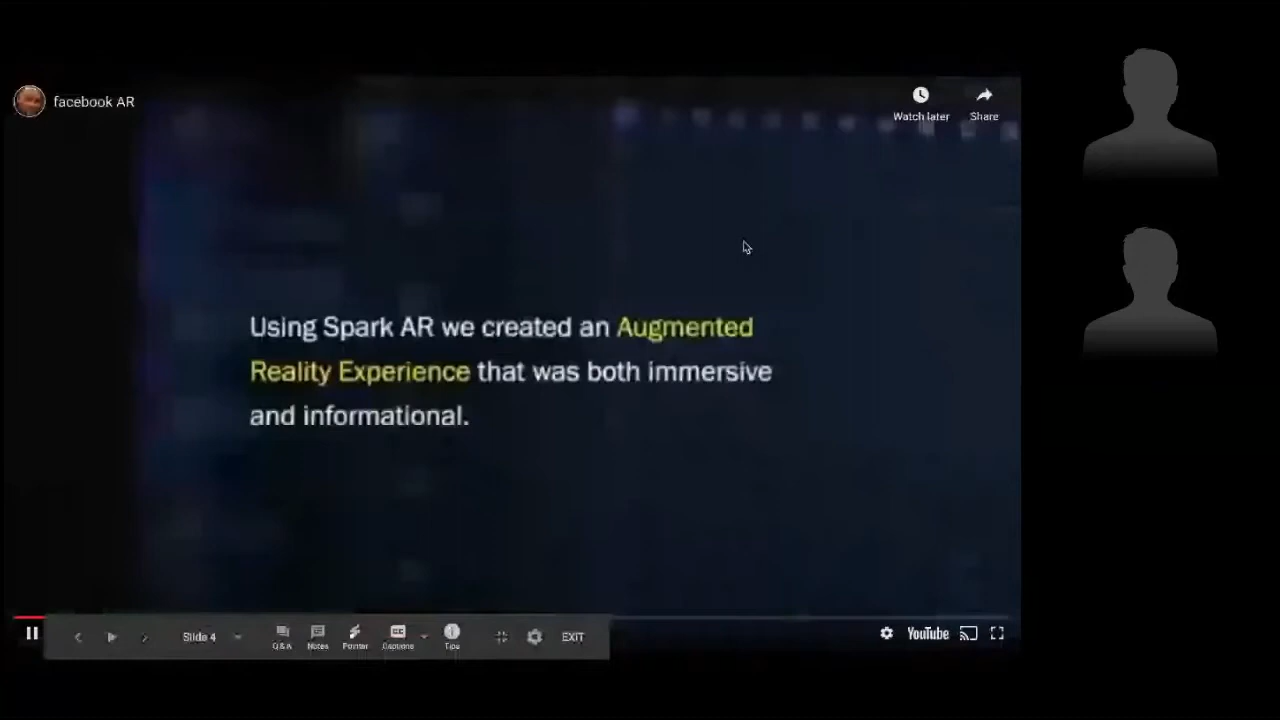 facebook AR
Watch later
Share
Using Spark AR we created an Augmented
Reality Experience that was both immersive
and informational.
Slide 4
Q&A
Notes
Pointer
Captions
Tips
EXIT
YouTube